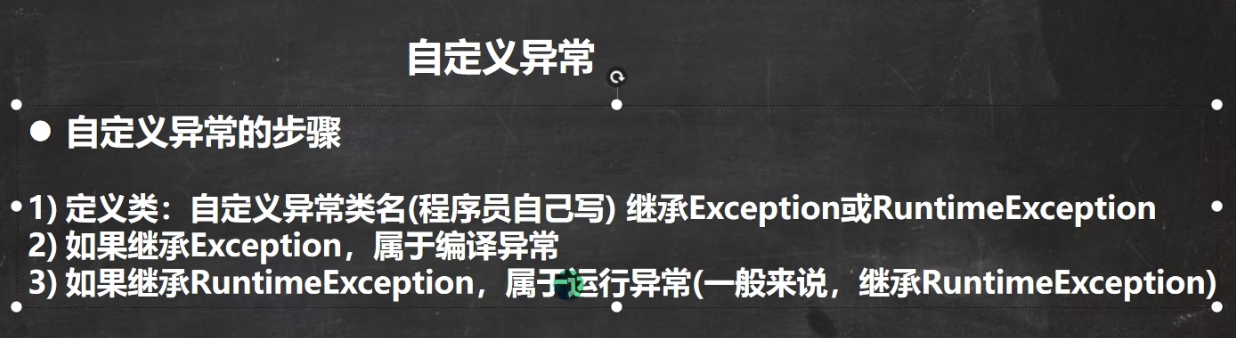 自定义异常
● 自定义异常的步骤
1) 定义类：自定义异常类名(程序员自己写) 继承Exception或RuntimeException
2) 如果继承Exception，属于编译异常
3) 如果继承RuntimeException，属于运行异常(一般来说，继承RuntimeException)